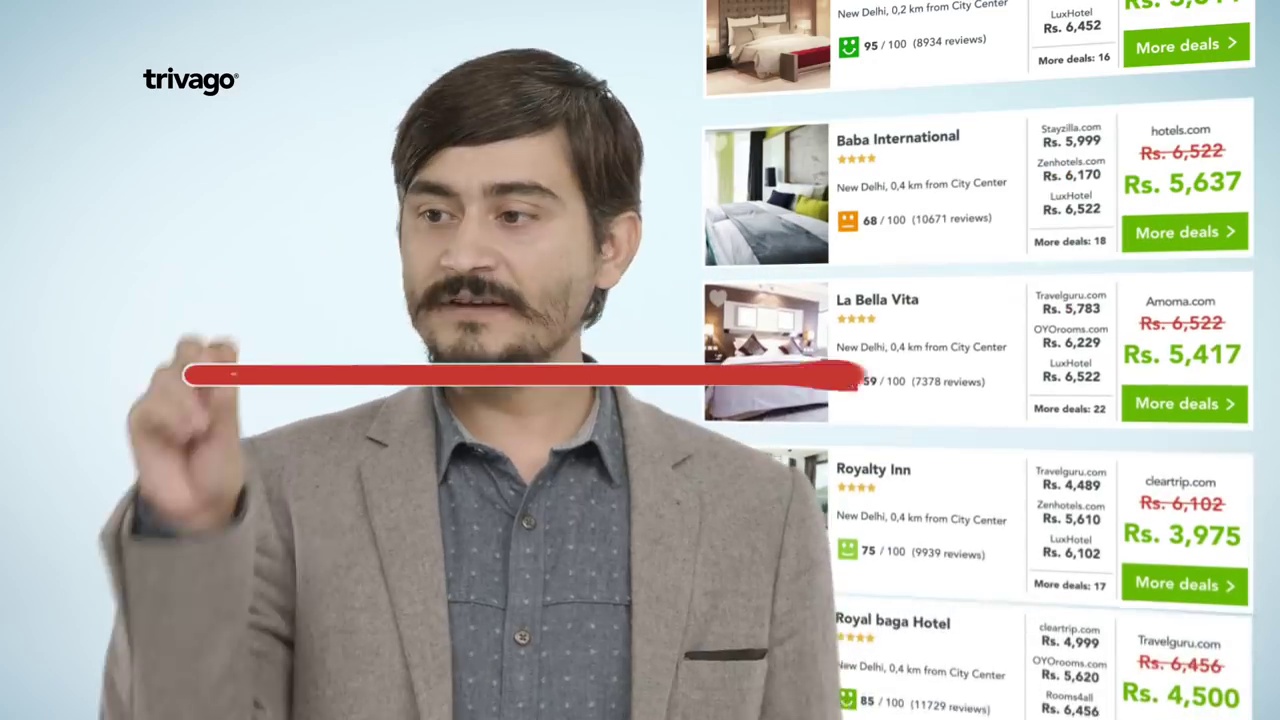 trivago
New Delhi, 0,2 km from City Center
95 / 100 (8934 reviews)
LuxHotel
Rs. 6,452
More deals: 16
More deals >
Baba International
New Delhi, 0,4 km from City Center
68 / 100 (10671 reviews)
Stayzilla.com
Rs. 5,999
Zenhotels.com
Rs. 6,170
LuxHotel
Rs. 6,522
More deals: 18
hotels.com
Rs. 6,522
Rs. 5,637
More deals >
La Bella Vita
New Delhi, 0,4 km from City Center
59 / 100 (7378 reviews)
Travelguru.com
Rs. 5,783
OYOrooms.com
Rs. 6,229
LuxHotel
Rs. 6,522
More deals: 22
Amoma.com
Rs. 6,522
Rs. 5,417
More deals >
Royalty Inn
New Delhi, 0,4 km from City Center
75 / 100 (9939 reviews)
Travelguru.com
Rs. 4,489
Zenhotels.com
Rs. 5,610
LuxHotel
Rs. 6,102
More deals: 17
cleartrip.com
Rs. 6,102
Rs. 3,975
More deals >
Royal baga Hotel
New Delhi, 0,4 km from City Center
85 / 100 (11729 reviews)
cleartrip.com
Rs. 4,999
OYOrooms.com
Rs. 5,620
Rooms4all
Rs. 6,456
Travelguru.com
Rs. 6,456
Rs. 4,500